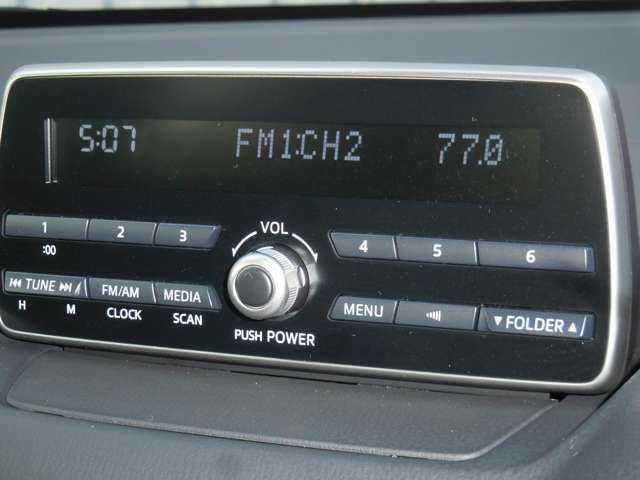 5:07 FM1:CH2 77.0
VOL
1 2 3 4 5 6
:00
TUNE FM/AM MEDIA MENU FOLDER
H M CLOCK SCAN PUSH POWER